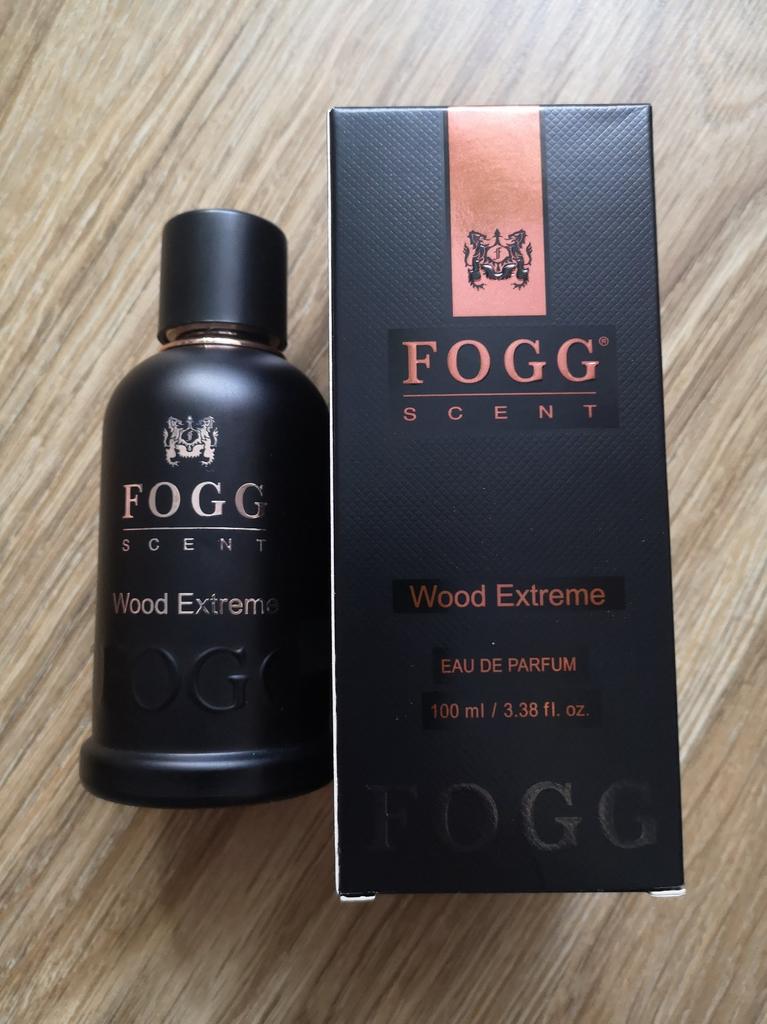 FOGG
SCENT
Wood Extreme
FOGG
FOGG®
SCENT
Wood Extreme
EAU DE PARFUM
100 ml / 3.38 fl. oz.
FOGG